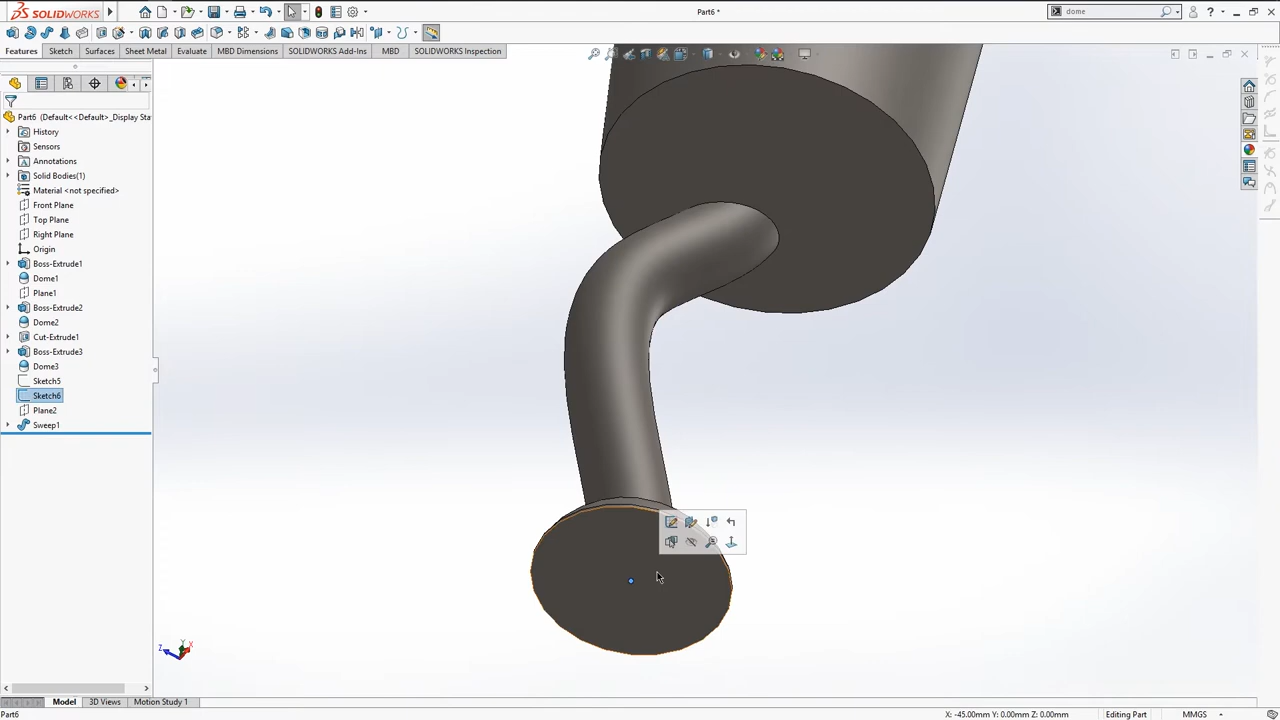 SOLIDWORKS
Part6 *
dome
Features
Sketch
Surfaces
Sheet Metal
Evaluate
MBD Dimensions
SOLIDWORKS Add-Ins
MBD
SOLIDWORKS Inspection
Part6 (Default<<Default>_Display Sta
History
Sensors
Annotations
Solid Bodies(1)
Material <not specified>
Front Plane
Top Plane
Right Plane
Origin
Boss-Extrude1
Dome1
Plane1
Boss-Extrude2
Dome2
Cut-Extrude1
Boss-Extrude3
Dome3
Sketch5
Sketch6
Plane2
Sweep1
Z
Y
X
Model
3D Views
Motion Study 1
Part6
X: -45.00mm Y: 0.00mm Z: 0.00mm
Editing Part
MMGS